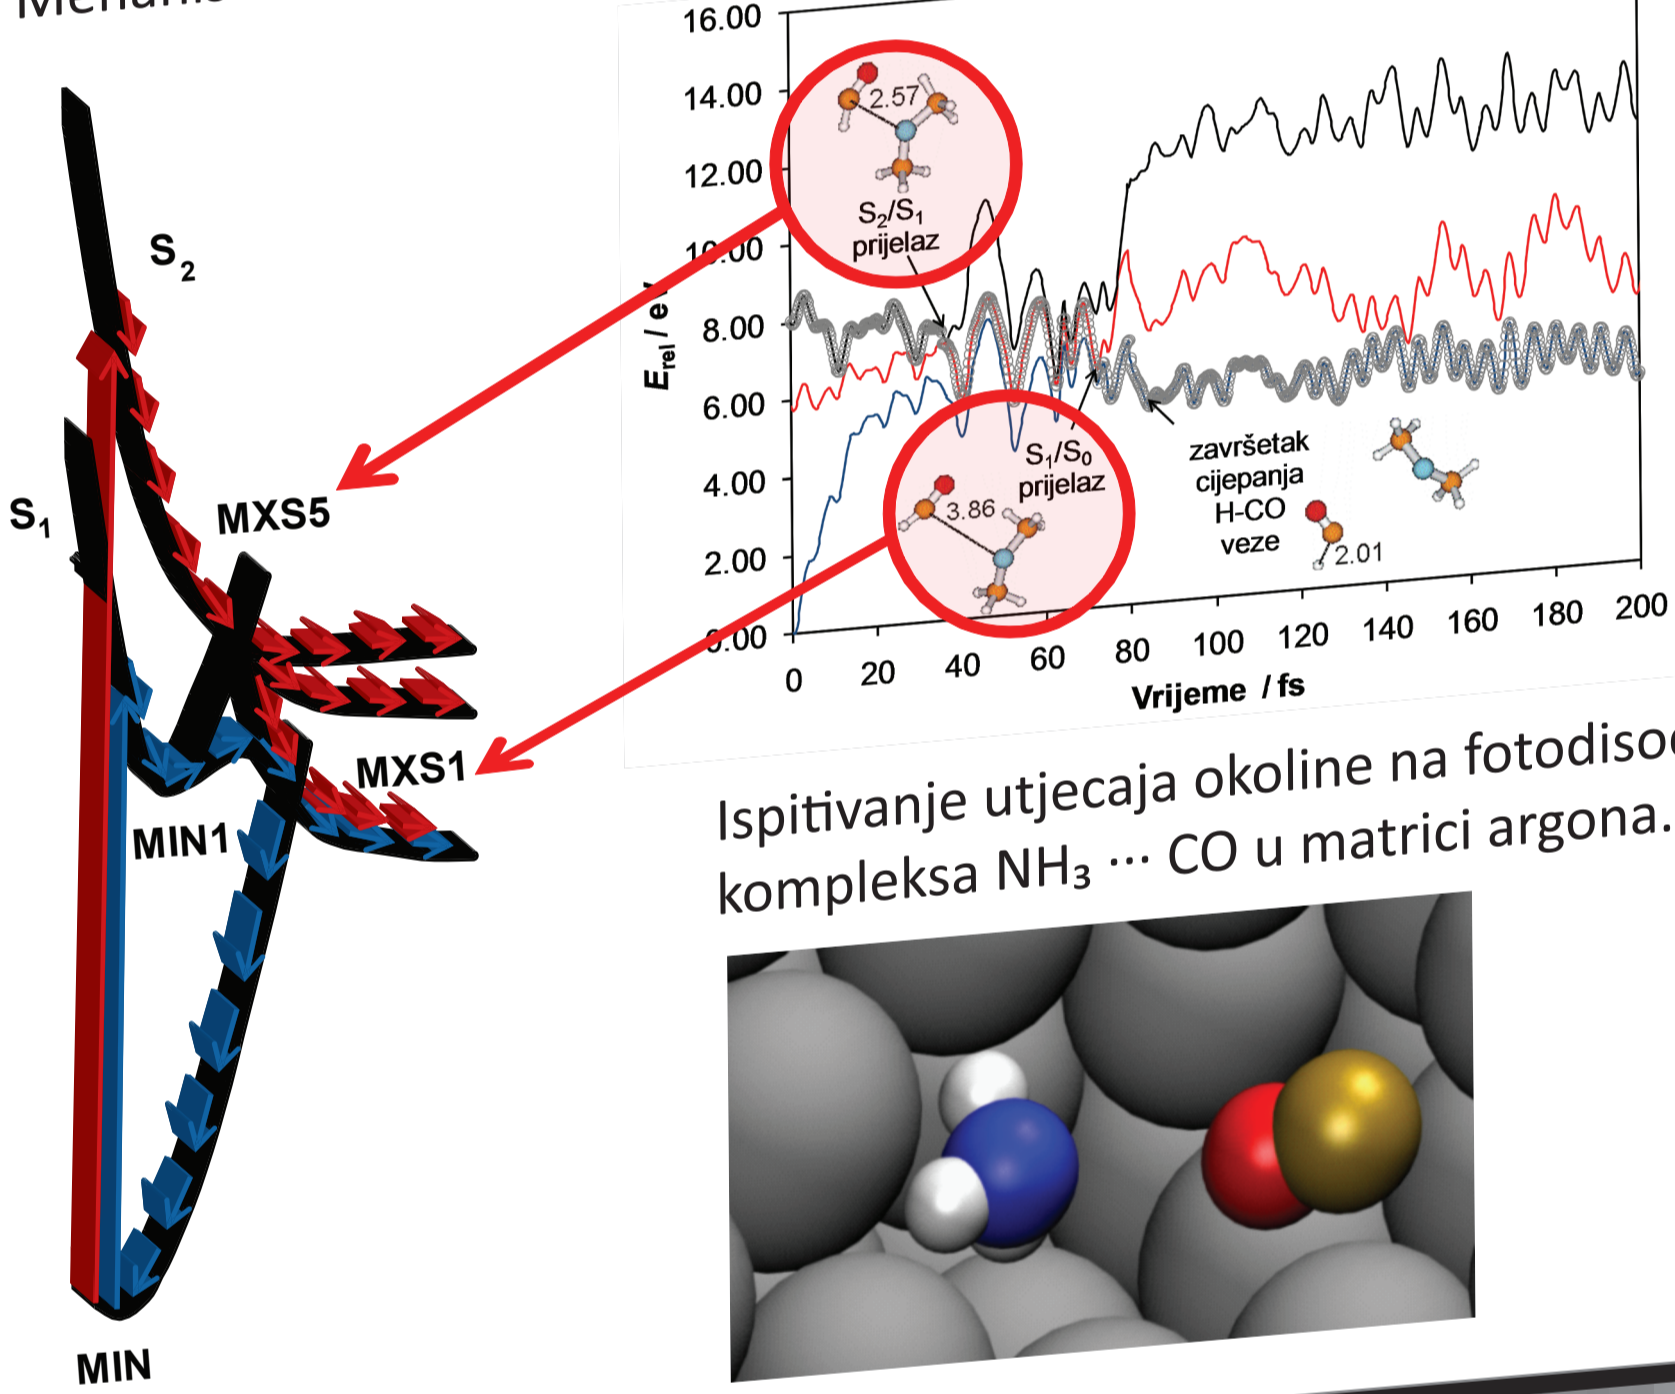 S2
S1
MXS5
MXS1
MIN1
MIN
16.00
14.00
12.00
10.00
8.00
6.00
4.00
2.00
0.00
Erel / e
2.57
S2/S1
prijelaz
S1/S0
prijelaz
3.86
završetak
cijepanja
H-CO
veze
2.01
0 20 40 60 80 100 120 140 160 180 200
Vrijeme / fs
Ispitivanje utjecaja okoline na
kompleksa NH₃ ··· CO u matrici argona.